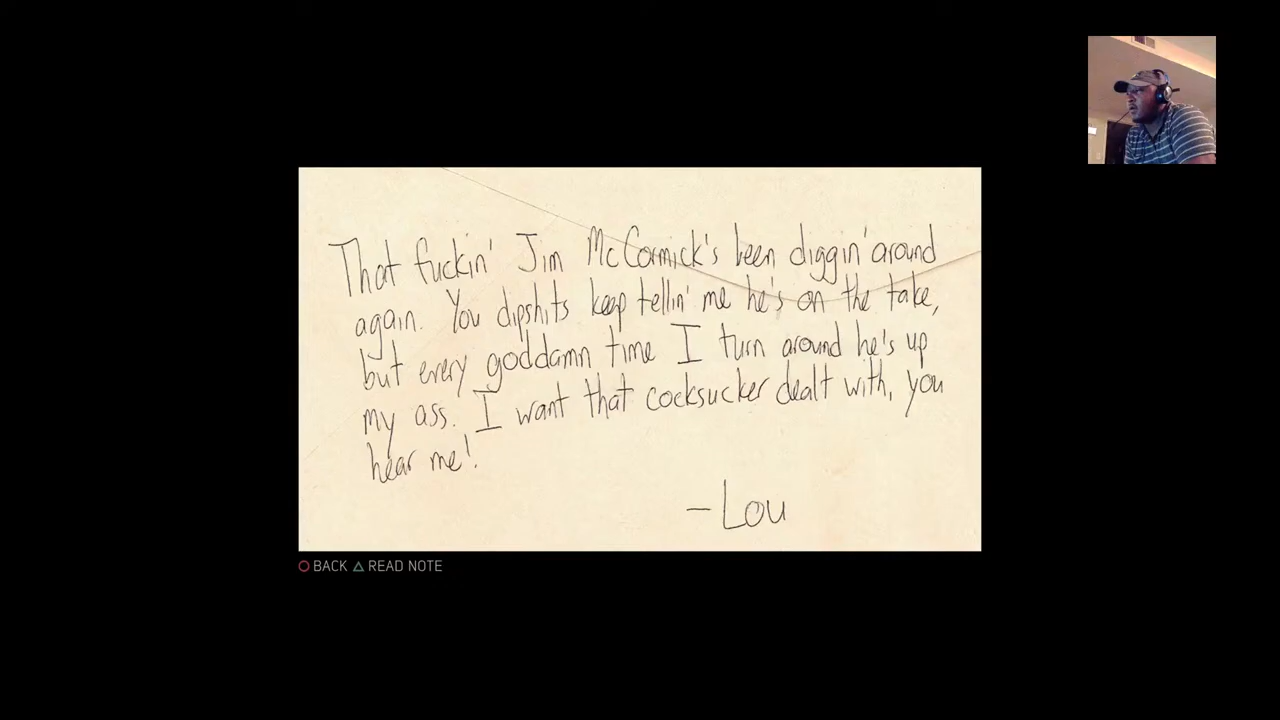 That fuckin' Jim McCormick's been diggin' around
again. You dipshits keep tellin' me he's on the take,
but every goddamn time I turn around he's up
my ass. I want that cocksucker dealt with, you
hear me!
- Lou
BACK READ NOTE